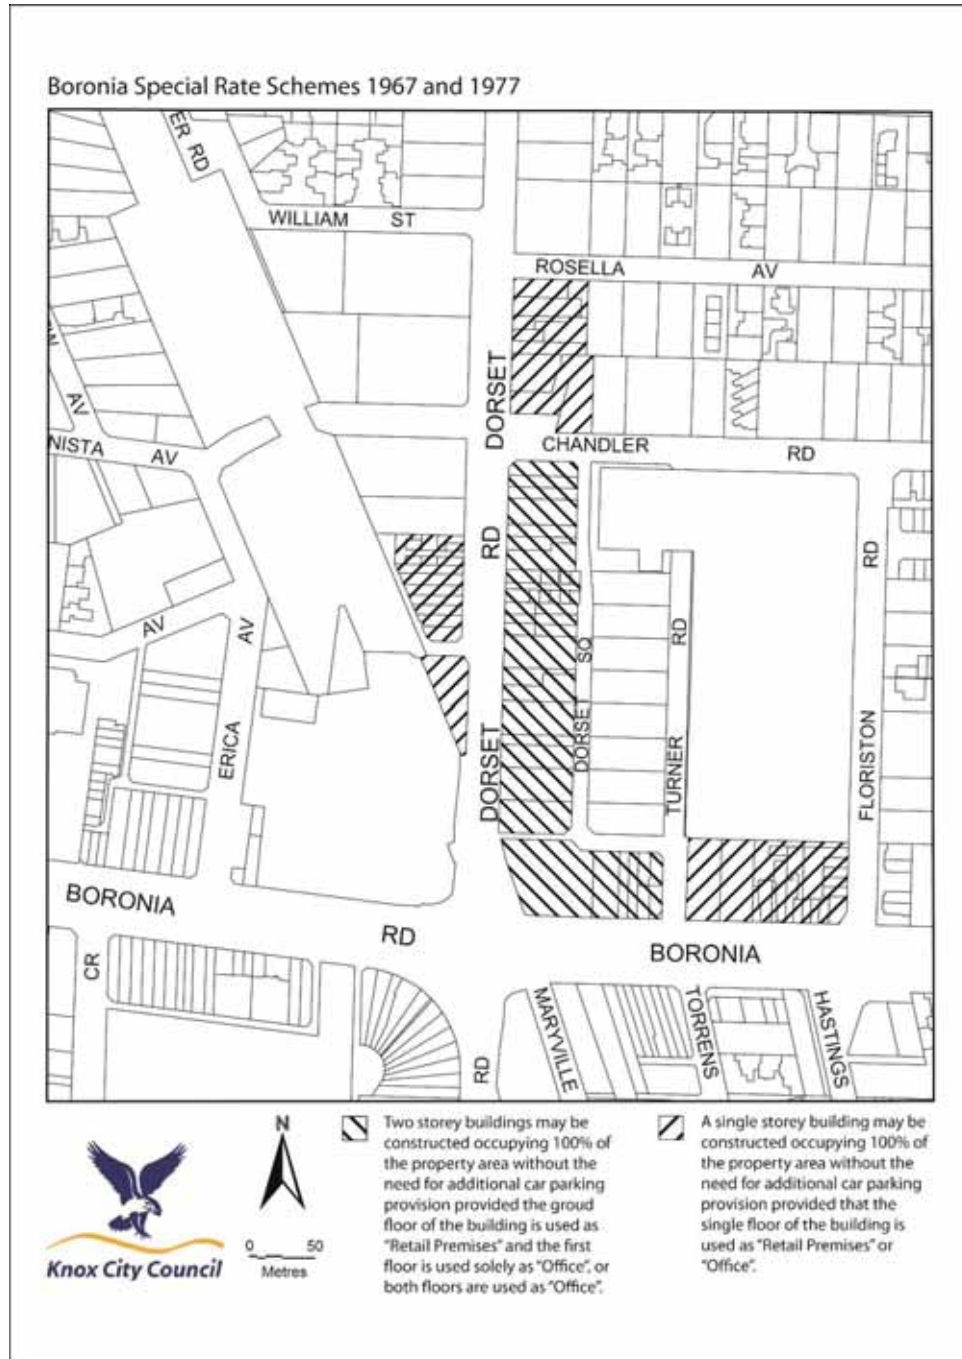 Boronia Special Rate Schemes 1967 and 1977
ER RD
WILLIAM ST
ROSELLA AV
DORSET
AV
CHANDLER RD
NISTA AV
RD
RD
AV
AV
RD
DORSET SQ
ERICA
DORSET
TURNER
FLORISTON
BORONIA
RD
BORONIA
CR
RD
MARYVILLE
TORRENS
HASTINGS
N
0 50
Metres
Knox City Council
Two storey buildings may be
constructed occupying 100% of
the property area without the
need for additional car parking
provision provided the groud
floor of the building is used as
"Retail Premises" and the first
floor is used solely as "Office", or
both floors are used as "Office".
A single storey building may be
constructed occupying 100% of
the property area without the
need for additional car parking
provision provided that the
single floor of the building is
used as "Retail Premises" or
"Office".